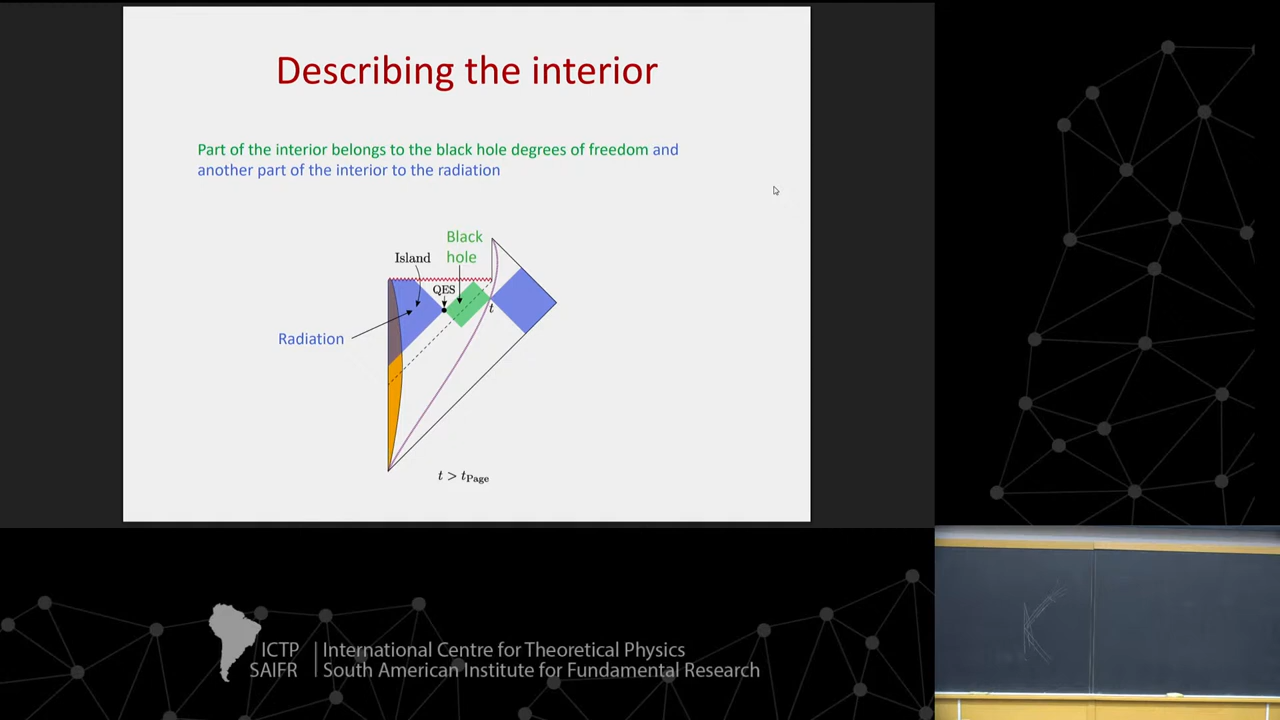 Describing the interior
Part of the interior belongs to the black hole degrees of freedom and
another part of the interior to the radiation
Black
hole
Island
QES
t
Radiation
t > tPage
ICTP
SAIFR
International Centre for Theoretical Physics
South American Institute for Fundamental Research